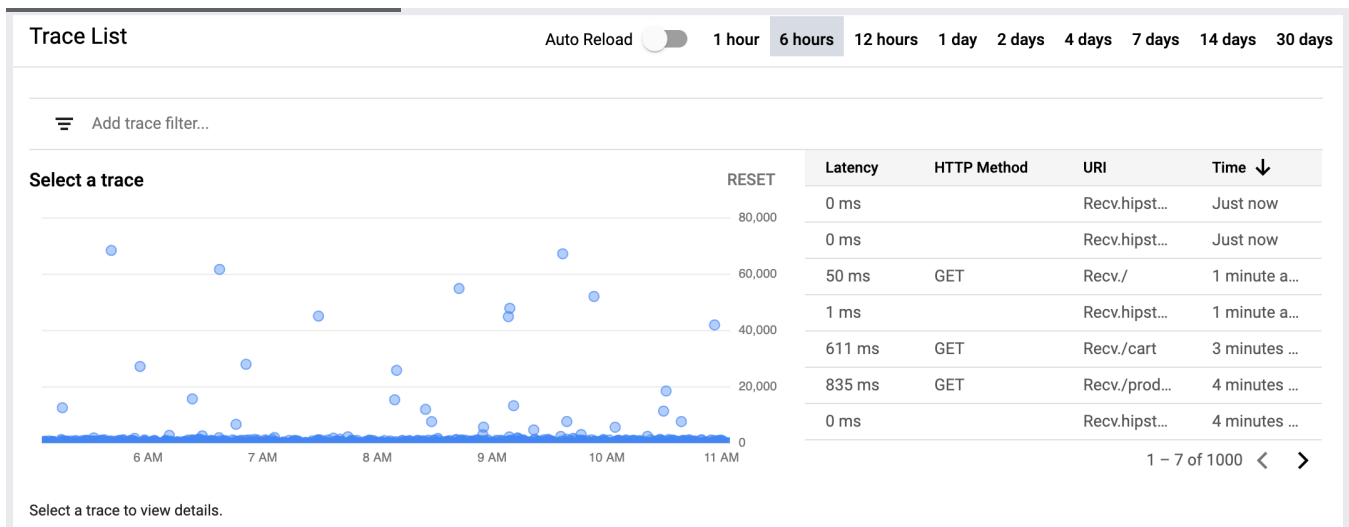 Trace List
Auto Reload 1 hour 6 hours 12 hours 1 day 2 days 4 days 7 days 14 days 30 days
Add trace filter...
Select a trace
RESET
80,000
60,000
40,000
20,000
0
6 AM 7 AM 8 AM 9 AM 10 AM 11 AM
Latency HTTP Method URI Time
0 ms Recv.hipst... Just now
0 ms Recv.hipst... Just now
50 ms GET Recv./ 1 minute a...
1 ms Recv.hipst... 1 minute a...
611 ms GET Recv./cart 3 minutes ...
835 ms GET Recv./prod... 4 minutes ...
0 ms Recv.hipst... 4 minutes ...
1 – 7 of 1000
Select a trace to view details.